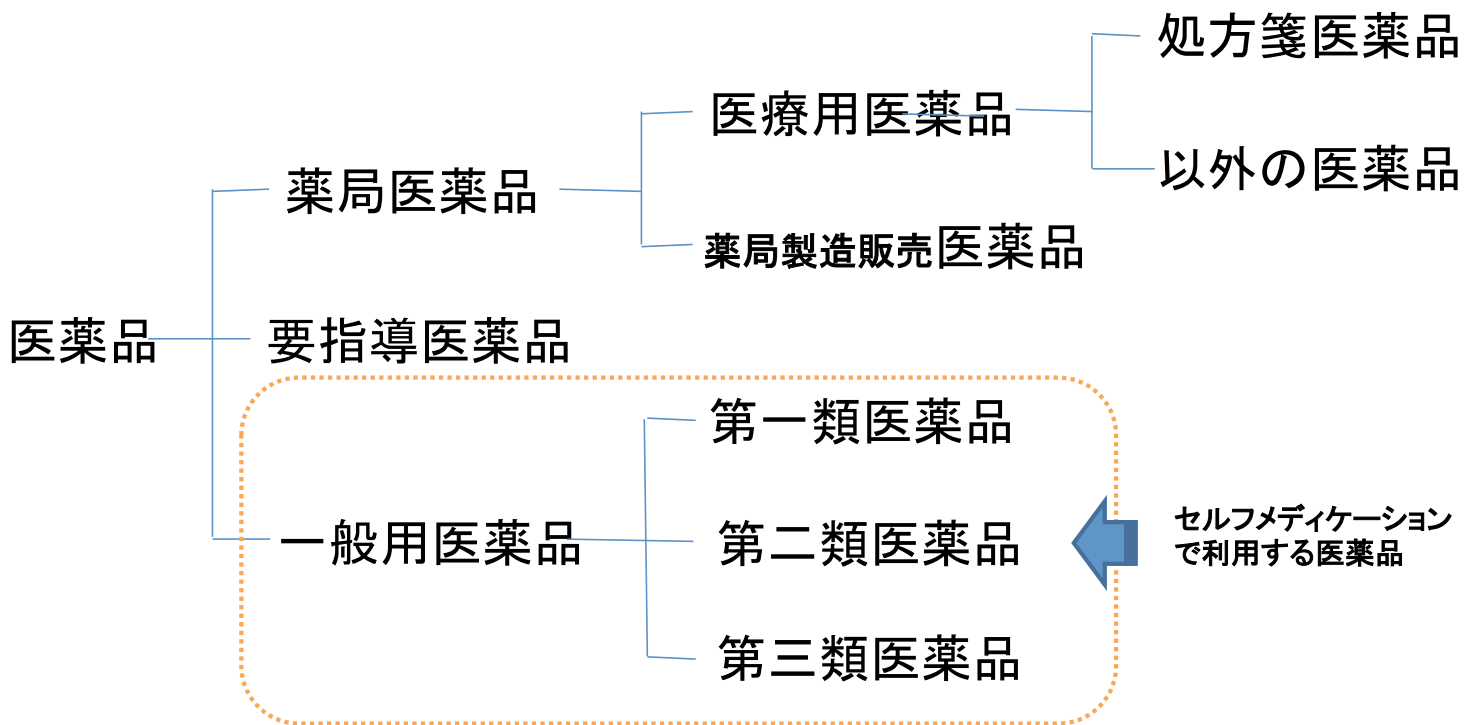 処方箋医薬品
医療用医薬品
以外の医薬品
薬局医薬品
薬局製造販売医薬品
医薬品
要指導医薬品
第一類医薬品
一般用医薬品
第二類医薬品
セルフメディケーション
で利用する医薬品
第三類医薬品